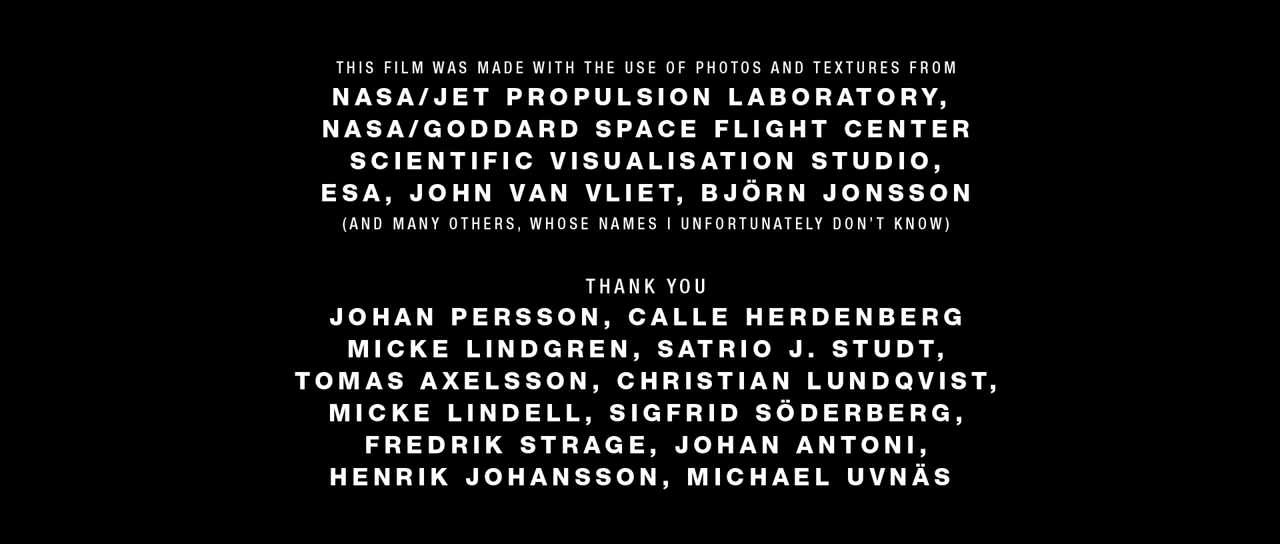 THIS FILM WAS MADE WITH THE USE OF PHOTOS AND TEXTURES FROM
NASA/JET PROPULSION LABORATORY,
NASA/GODDARD SPACE FLIGHT CENTER
SCIENTIFIC VISUALISATION STUDIO,
ESA, JOHN VAN VLIET, BJÖRN JONSSON
(AND MANY OTHERS, WHOSE NAMES I UNFORTUNATELY DON’T KNOW)
THANK YOU
JOHAN PERSSON, CALLE HERDENBERG
MICKE LINDGREN, SATRIO J. STUDT,
TOMAS AXELSSON, CHRISTIAN LUNDQVIST,
MICKE LINDELL, SIGFRID SÖDERBERG,
FREDRIK STRAGE, JOHAN ANTONI,
HENRIK JOHANSSON, MICHAEL UVNÄS